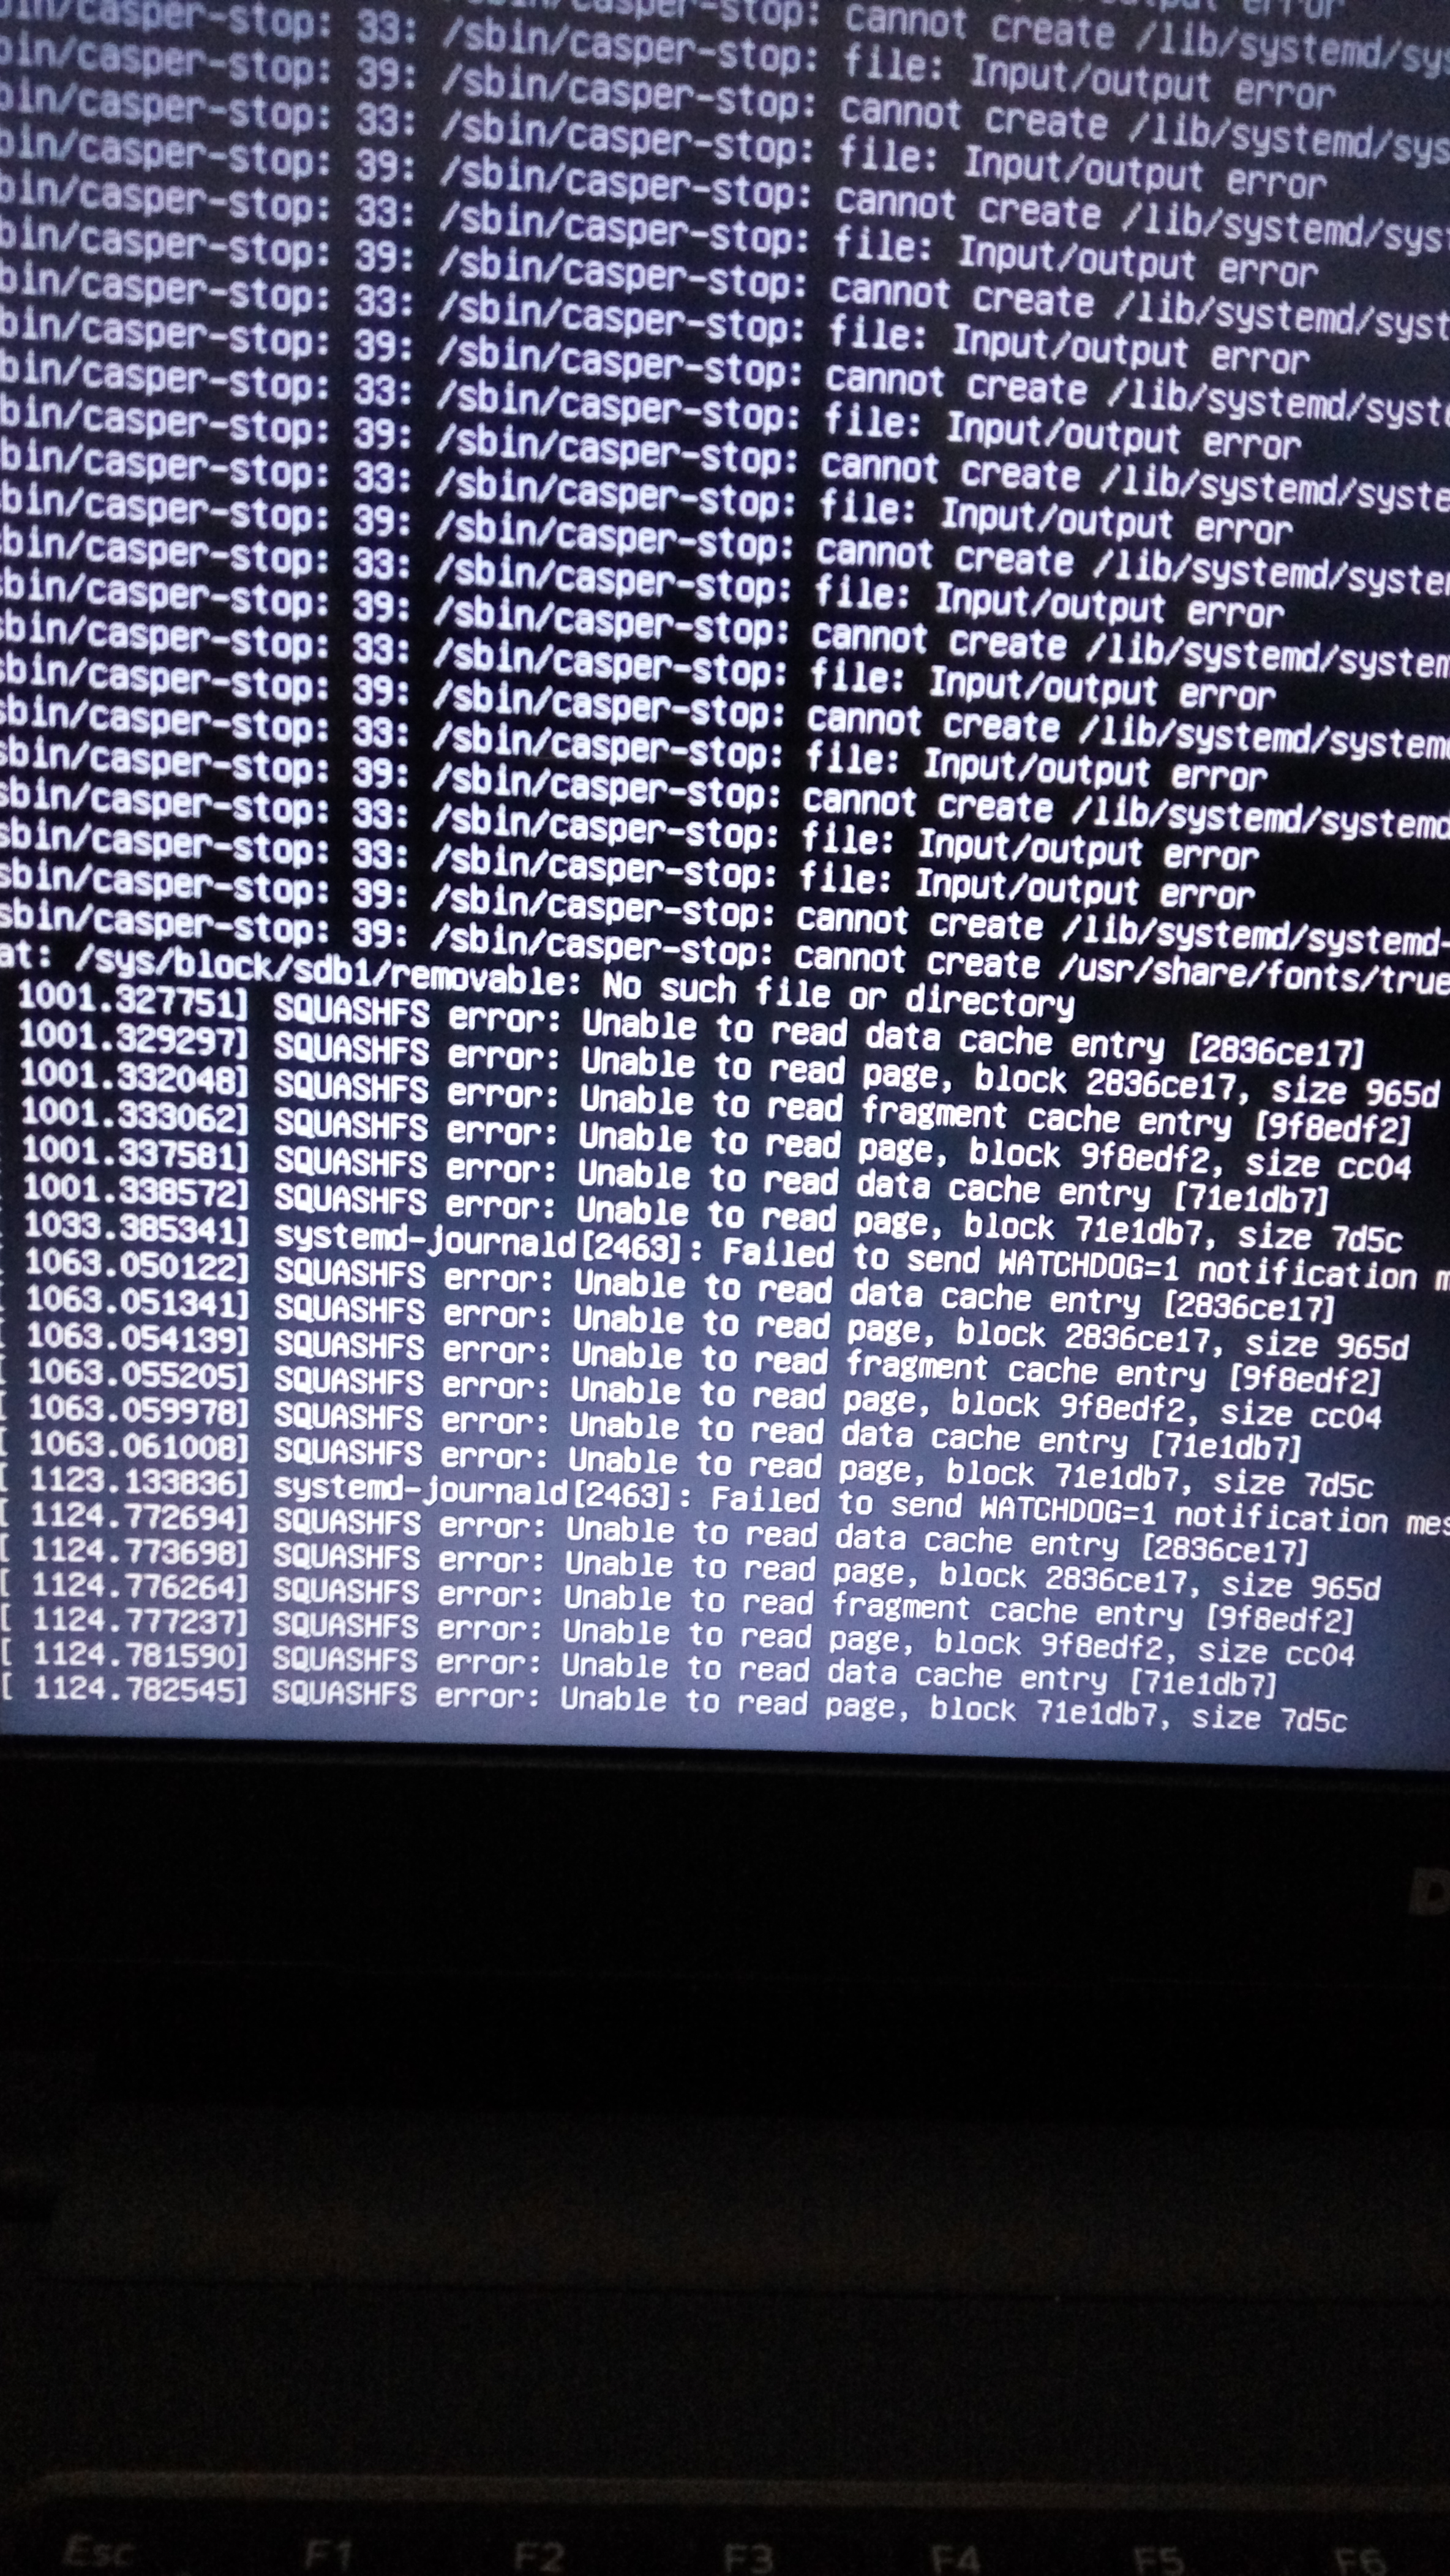 casper-stop: cannot create /lib/systemd/sys
bin/casper-stop: 33: /sbin/casper-stop: file: Input/output error
bin/casper-stop: 39: /sbin/casper-stop: cannot create /lib/systemd/sys
bin/casper-stop: 33: /sbin/casper-stop: file: Input/output error
bin/casper-stop: 39: /sbin/casper-stop: cannot create /lib/systemd/sys
bin/casper-stop: 33: /sbin/casper-stop: file: Input/output error
bin/casper-stop: 39: /sbin/casper-stop: cannot create /lib/systemd/syst
bin/casper-stop: 33: /sbin/casper-stop: file: Input/output error
bin/casper-stop: 39: /sbin/casper-stop: cannot create /lib/systemd/syst
bin/casper-stop: 33: /sbin/casper-stop: file: Input/output error
bin/casper-stop: 39: /sbin/casper-stop: cannot create /lib/systemd/syste
bin/casper-stop: 33: /sbin/casper-stop: file: Input/output error
sbin/casper-stop: 39: /sbin/casper-stop: cannot create /lib/systemd/system
sbin/casper-stop: 33: /sbin/casper-stop: file: Input/output error
sbin/casper-stop: 39: /sbin/casper-stop: cannot create /lib/systemd/system
sbin/casper-stop: 33: /sbin/casper-stop: file: Input/output error
sbin/casper-stop: 39: /sbin/casper-stop: cannot create /lib/systemd/system
sbin/casper-stop: 33: /sbin/casper-stop: file: Input/output error
sbin/casper-stop: 39: /sbin/casper-stop: cannot create /lib/systemd/systemd
sbin/casper-stop: 33: /sbin/casper-stop: file: Input/output error
sbin/casper-stop: 33: /sbin/casper-stop: file: Input/output error
sbin/casper-stop: 39: /sbin/casper-stop: cannot create /lib/systemd/systemd-
sbin/casper-stop: 39: /sbin/casper-stop: cannot create /usr/share/fonts/true
at: /sys/block/sdb1/removable: No such file or directory
1001.327751] SQUASHFS error: Unable to read data cache entry [2836ce17]
1001.329297] SQUASHFS error: Unable to read page, block 2836ce17, size 965d
1001.332048] SQUASHFS error: Unable to read fragment cache entry [9f8edf2]
1001.333062] SQUASHFS error: Unable to read page, block 9f8edf2, size cc04
1001.337581] SQUASHFS error: Unable to read data cache entry [71e1db7]
1001.338572] SQUASHFS error: Unable to read page, block 71e1db7, size 7d5c
1033.385341] systemd-journald[2463]: Failed to send WATCHDOG=1 notification m
1063.050122] SQUASHFS error: Unable to read data cache entry [2836ce17]
[ 1063.051341] SQUASHFS error: Unable to read page, block 2836ce17, size 965d
[ 1063.054139] SQUASHFS error: Unable to read fragment cache entry [9f8edf2]
[ 1063.055205] SQUASHFS error: Unable to read page, block 9f8edf2, size cc04
[ 1063.059978] SQUASHFS error: Unable to read data cache entry [71e1db7]
[ 1063.061008] SQUASHFS error: Unable to read page, block 71e1db7, size 7d5c
[ 1123.133836] systemd-journald[2463]: Failed to send WATCHDOG=1 notification mes
[ 1124.772694] SQUASHFS error: Unable to read data cache entry [2836ce17]
[ 1124.773698] SQUASHFS error: Unable to read page, block 2836ce17, size 965d
[ 1124.776264] SQUASHFS error: Unable to read fragment cache entry [9f8edf2]
[ 1124.777237] SQUASHFS error: Unable to read page, block 9f8edf2, size cc04
[ 1124.781590] SQUASHFS error: Unable to read data cache entry [71e1db7]
[ 1124.782545] SQUASHFS error: Unable to read page, block 71e1db7, size 7d5c
D
Esc F1 F2 F3 F4 F5 F6